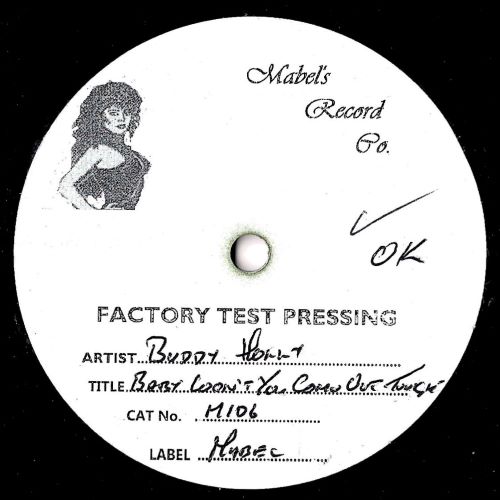 Mabel's
Record
Co.
✓
OK
FACTORY TEST PRESSING
ARTIST Buddy Holly
TITLE Baby Won't You Come Out Tonight
CAT No. M106
LABEL Mabel